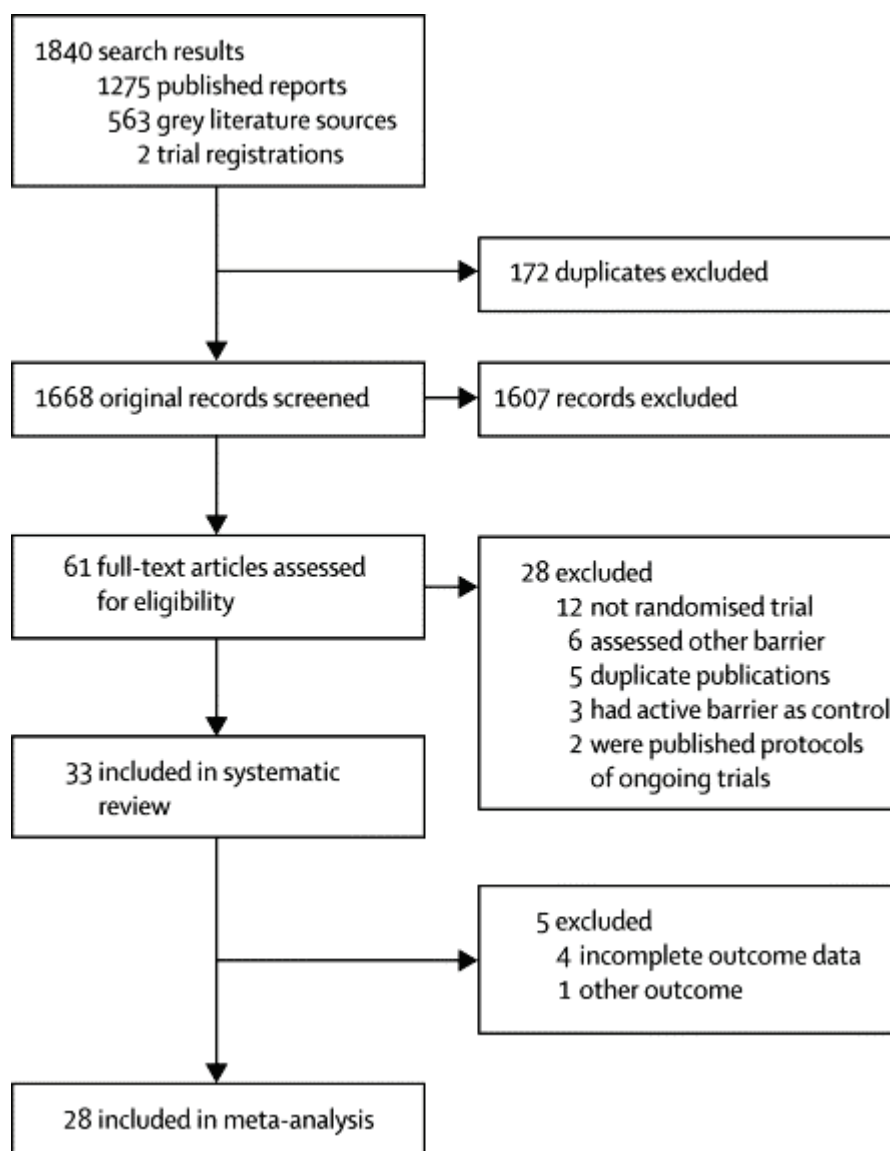 1840 search results
1275 published reports
563 grey literature sources
2 trial registrations
172 duplicates excluded
1668 original records screened
1607 records excluded
61 full-text articles assessed
for eligibility
28 excluded
12 not randomised trial
6 assessed other barrier
5 duplicate publications
3 had active barrier as control
2 were published protocols
of ongoing trials
33 included in systematic
review
5 excluded
4 incomplete outcome data
1 other outcome
28 included in meta-analysis